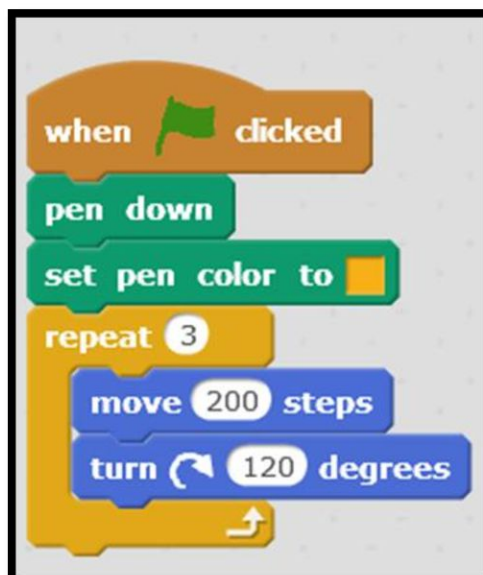 when clicked
pen down
set pen color to
repeat 3
move 200 steps
turn 120 degrees